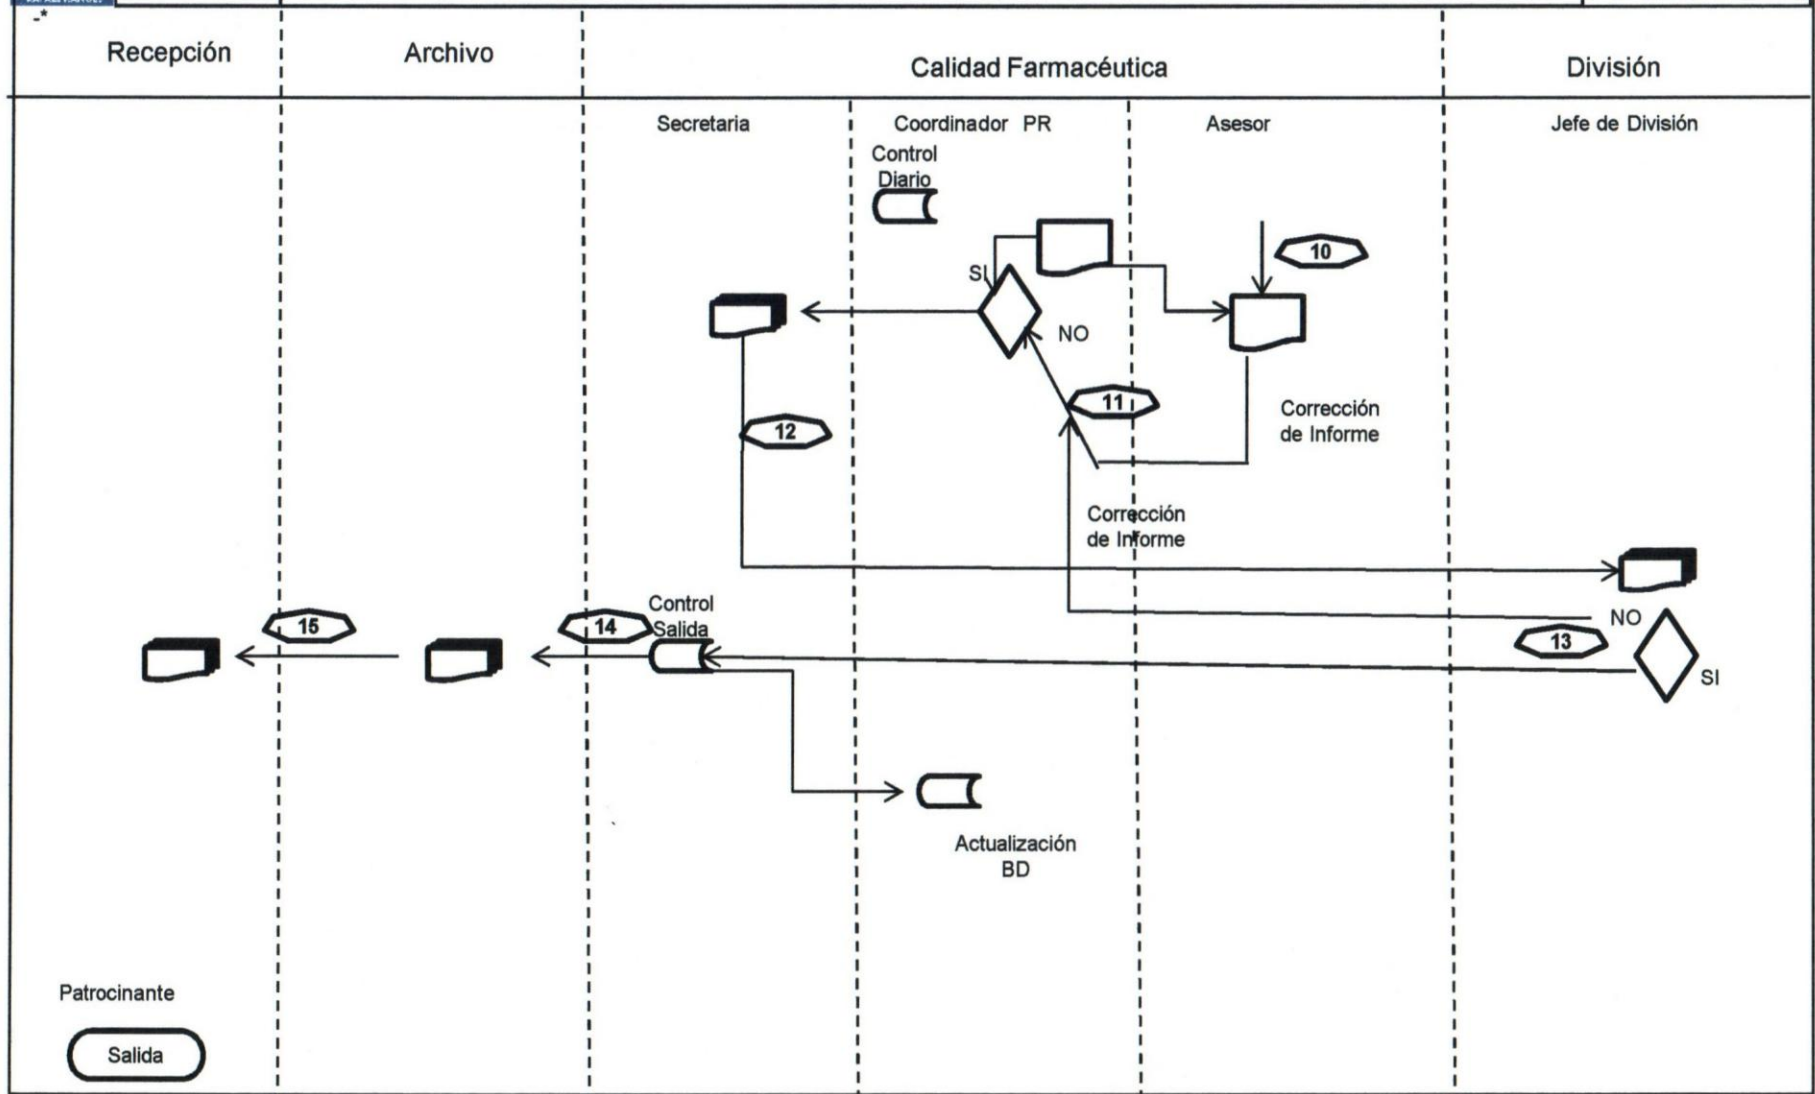 Recepción
Archivo
Calidad Farmacéutica
División
Secretaria
Coordinador PR
Asesor
Jefe de División
Control
Diario
10
SI
NO
11
Corrección
de Informe
12
Corrección
de Informe
Control
Salida
15
14
NO
13
SI
Actualización
BD
Patrocinante
Salida